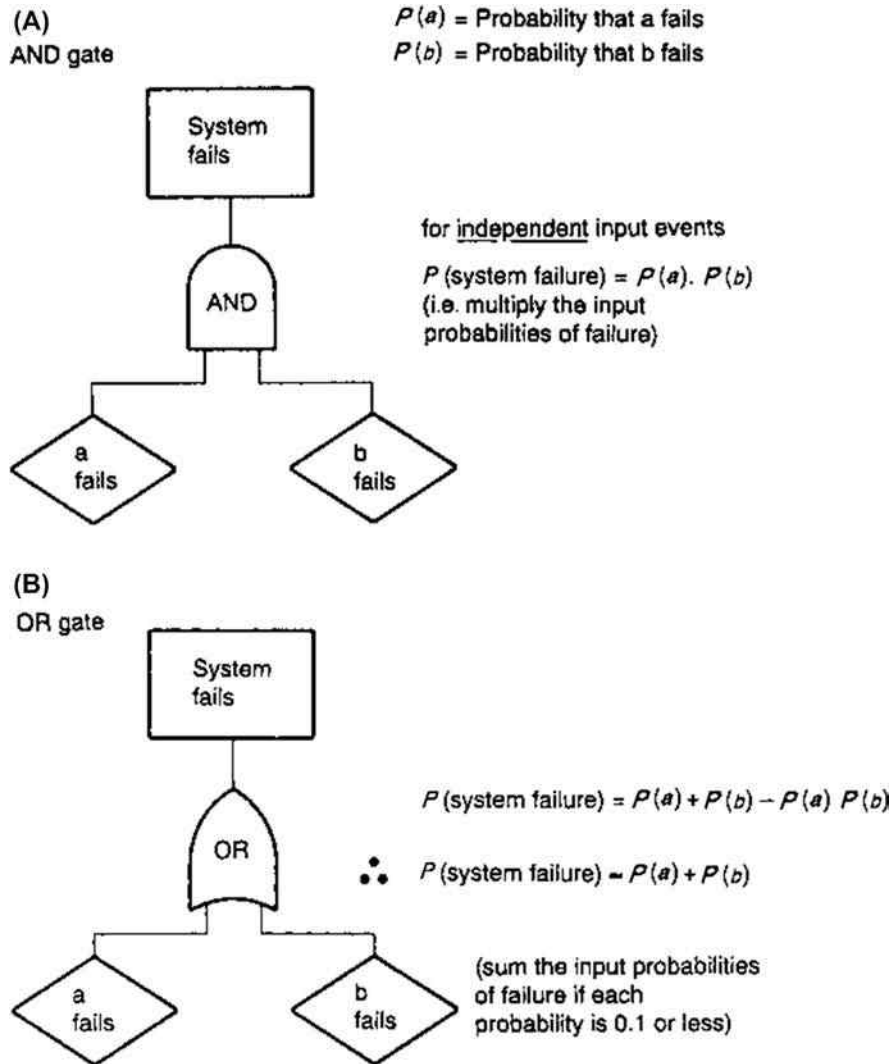 (A)
AND gate
P(a) = Probability that a fails
P(b) = Probability that b fails
System
fails
for independent input events
P (system failure) = P(a). P(b)
(i.e. multiply the input
probabilities of failure)
AND
a
fails
b
fails
(B)
OR gate
System
fails
P (system failure) = P(a) + P(b) – P(a) P(b)
OR
∴ P (system failure) ~ P(a) + P(b)
a
fails
b
fails
(sum the input probabilities
of failure if each
probability is 0.1 or less)